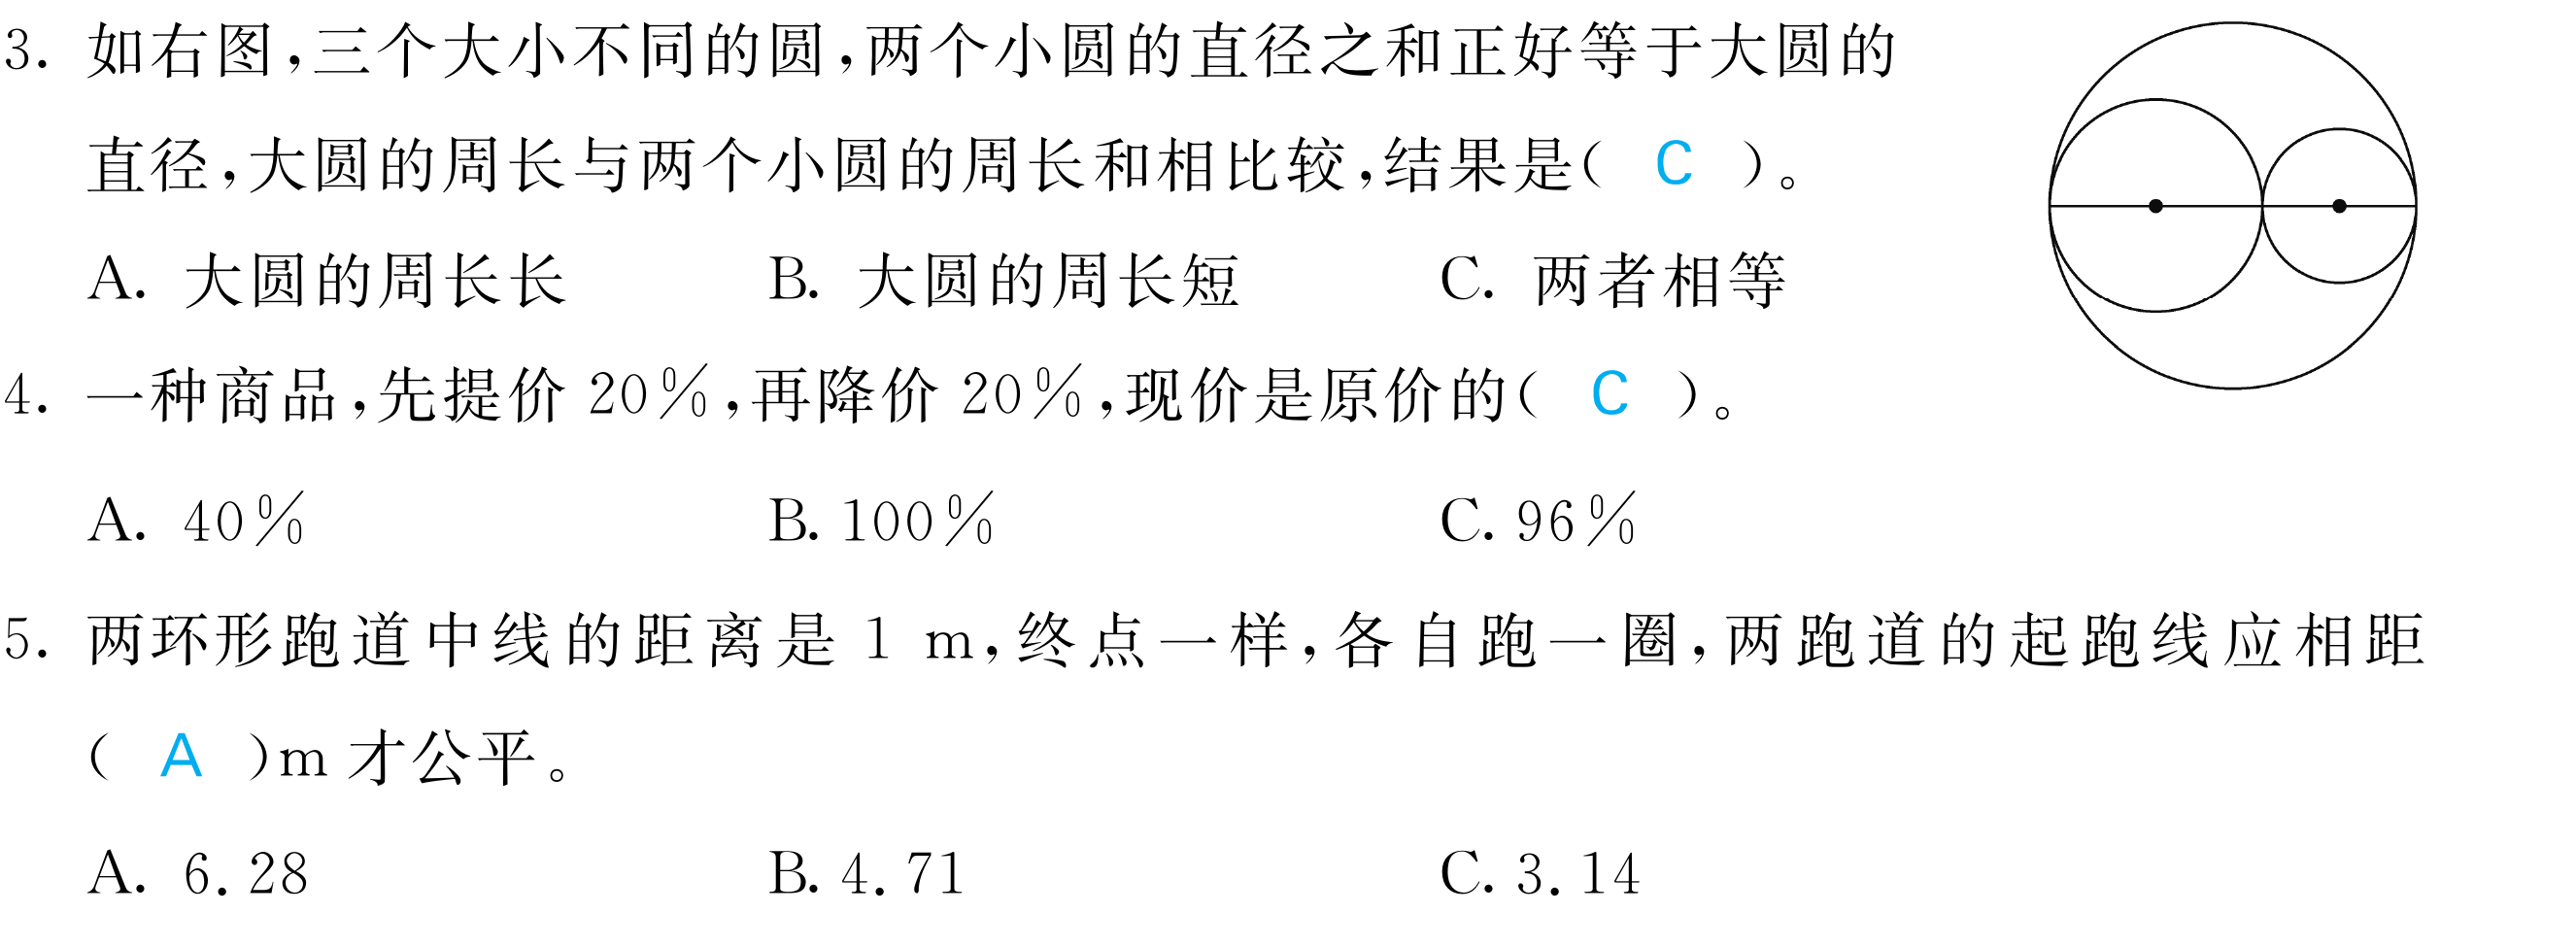 3. 如右图,三个大小不同的圆,两个小圆的直径之和正好等于大圆的
直径,大圆的周长与两个小圆的周长和相比较,结果是( C )。
A. 大圆的周长长 B. 大圆的周长短 C. 两者相等
4. 一种商品,先提价 20%,再降价 20%,现价是原价的( C )。
A. 40% B. 100% C. 96%
5. 两环形跑道中线的距离是 1 m,终点一样,各自跑一圈,两跑道的起跑线应相距
( A )m 才公平。
A. 6.28 B. 4.71 C. 3.14